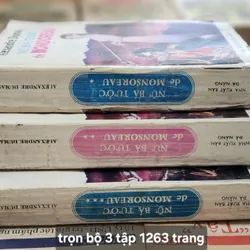 de MONSOREAU
ALEXANDRE DUMAS
NỮ BÁ TƯỚC
de MONSOREAU
*
NHÀ XUẤT BẢN
ĐÀ NẴNG
ALEXANDRE DUMAS
NỮ BÁ TƯỚC
de MONSOREAU
**
NHÀ XUẤT BẢN
ĐÀ NẴNG
ALEXANDRE DUMAS
NỮ BÁ TƯỚC
de MONSOREAU
***
NHÀ XUẤT BẢN
ĐÀ NẴNG
trọn bộ 3 tập 1263 trang